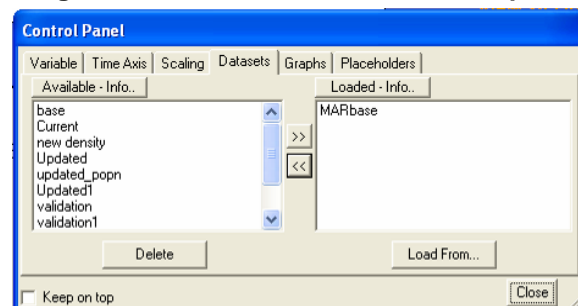 Control Panel
Variable Time Axis Scaling Datasets Graphs Placeholders
Available - Info.. Loaded - Info..
base MARbase
Current
new density
Updated
updated_popn
Updated1
validation
validation1
>>
<<
Delete Load From...
Keep on top Close